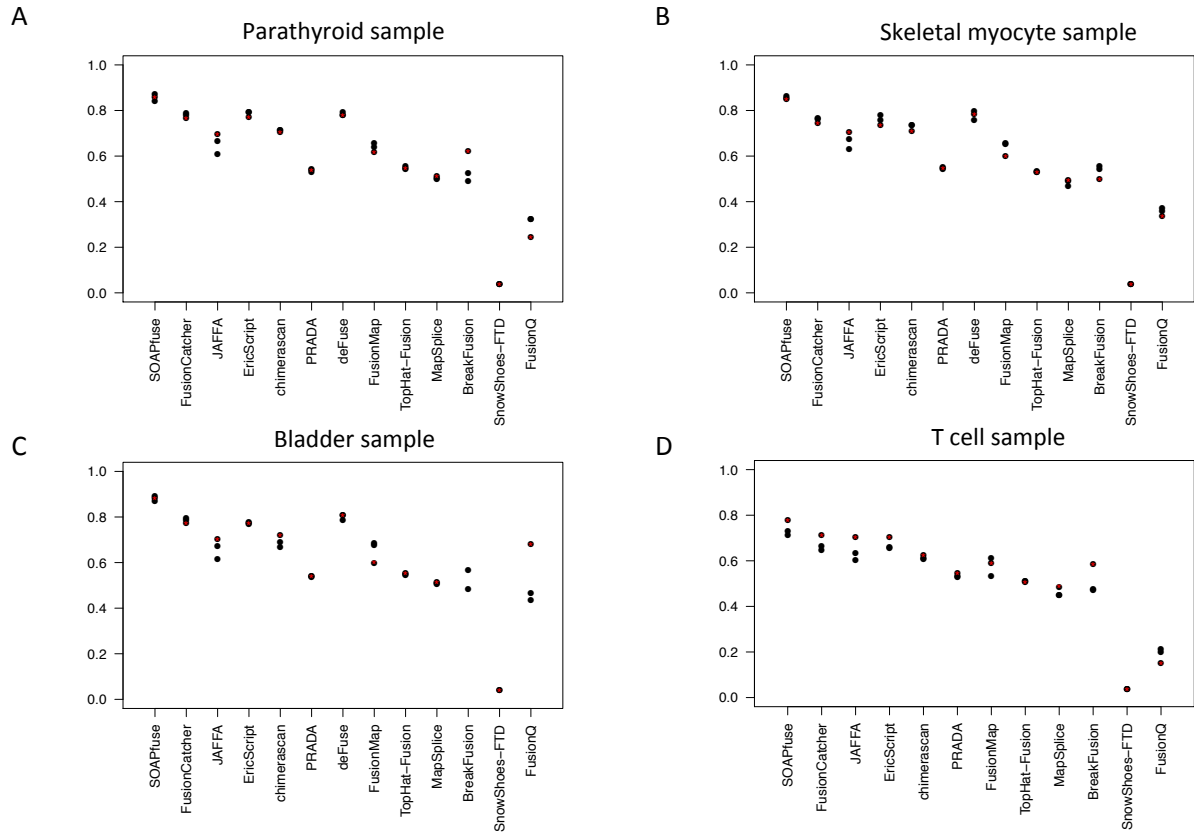 A
Parathyroid sample
1.0
0.8
0.6
0.4
0.2
0.0
SOAPfuse
FusionCatcher
JAFFA
EricScript
chimerascan
PRADA
deFuse
FusionMap
TopHat-Fusion
MapSplice
BreakFusion
SnowShoes-FTD
FusionQ
B
Skeletal myocyte sample
1.0
0.8
0.6
0.4
0.2
0.0
SOAPfuse
FusionCatcher
JAFFA
EricScript
chimerascan
PRADA
deFuse
FusionMap
TopHat-Fusion
MapSplice
BreakFusion
SnowShoes-FTD
FusionQ
C
Bladder sample
1.0
0.8
0.6
0.4
0.2
0.0
SOAPfuse
FusionCatcher
JAFFA
EricScript
chimerascan
PRADA
deFuse
FusionMap
TopHat-Fusion
MapSplice
BreakFusion
SnowShoes-FTD
FusionQ
D
T cell sample
1.0
0.8
0.6
0.4
0.2
0.0
SOAPfuse
FusionCatcher
JAFFA
EricScript
chimerascan
PRADA
FusionMap
TopHat-Fusion
MapSplice
BreakFusion
SnowShoes-FTD
FusionQ